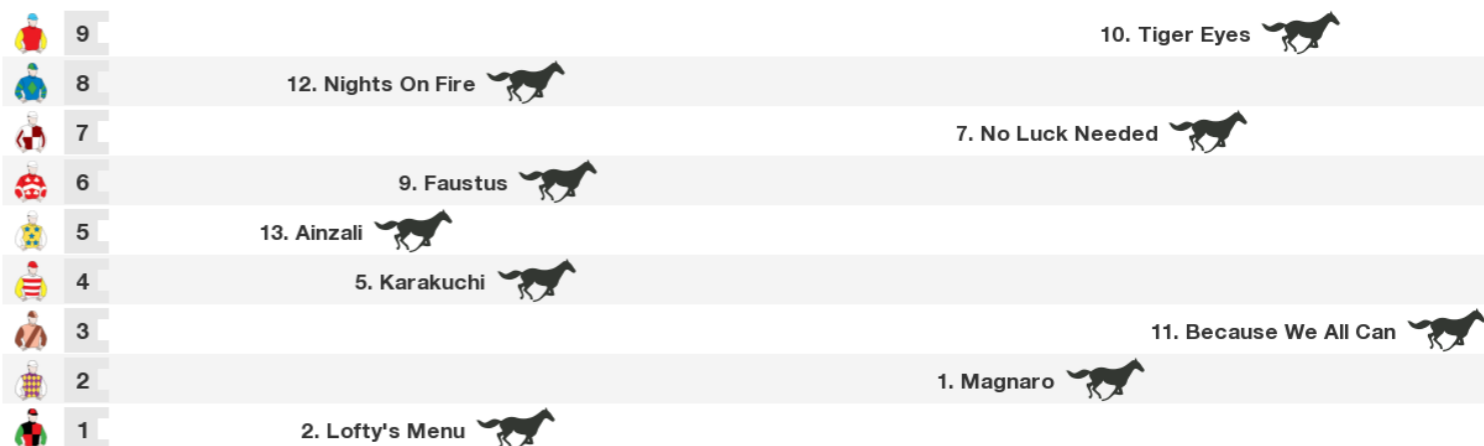 9 10. Tiger Eyes
8 12. Nights On Fire
7 7. No Luck Needed
6 9. Faustus
5 13. Ainzali
4 5. Karakuchi
3 11. Because We All Can
2 1. Magnaro
1 2. Lofty's Menu